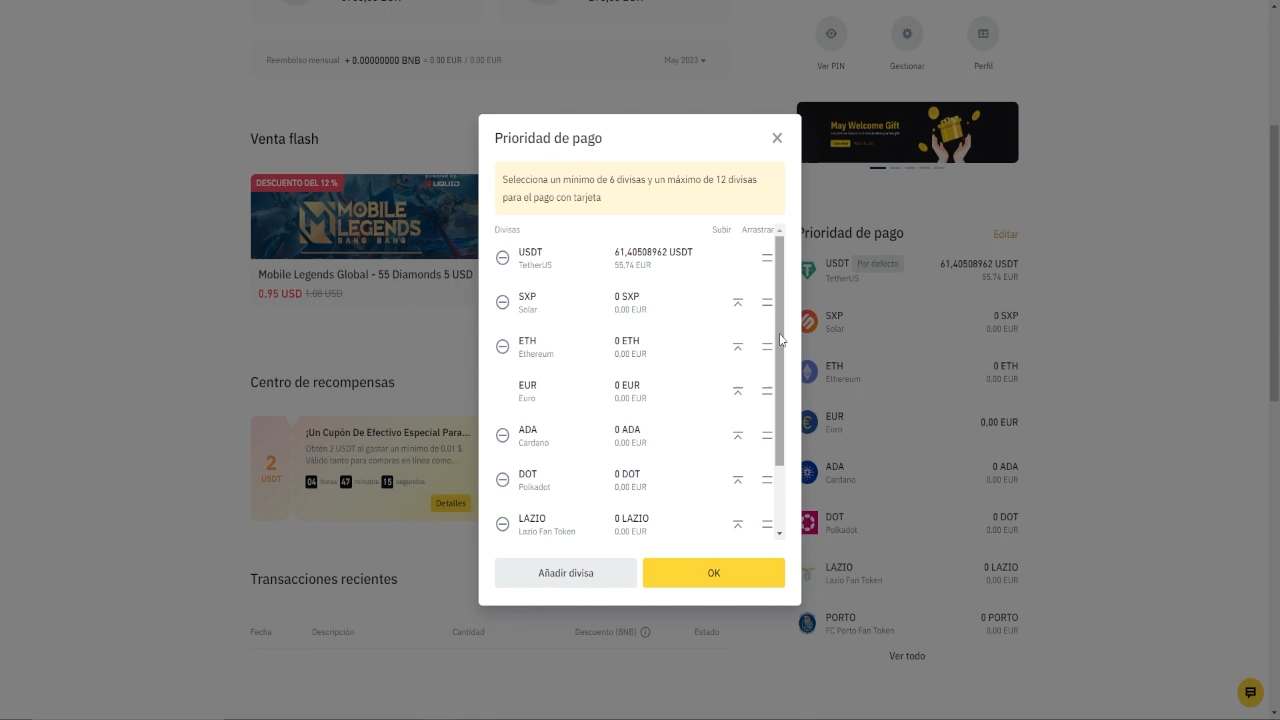 Reembolso mensual + 0.00000000 BNB = 0.00 EUR / 0.00 EUR
May 2023
Ver PIN
Gestionar
Perfil
May Welcome Gift
Venta flash
DESCUENTO DEL 12 %
UQUID
MOBILE
LEGENDS
BANG BANG
Mobile Legends Global - 55 Diamonds 5 USD
0.95 USD 1.08 USD
Centro de recompensas
2
USDT
¡Un Cupón De Efectivo Especial Para...
Obtén 2 USDT al gastar un mínimo de 0,01 $.
Válido tanto para compras en línea como...
04 horas 47 minutos 15 segundos
Detalles
Transacciones recientes
Fecha
Descripción
Cantidad
Descuento (BNB)
Estado
Prioridad de pago
Selecciona un mínimo de 6 divisas y un máximo de 12 divisas
para el pago con tarjeta
Divisas
Subir
Arrastrar
USDT 61,40508962 USDT
TetherUS 55,74 EUR
SXP 0 SXP
Solar 0,00 EUR
ETH 0 ETH
Ethereum 0,00 EUR
EUR 0 EUR
Euro 0,00 EUR
ADA 0 ADA
Cardano 0,00 EUR
DOT 0 DOT
Polkadot 0,00 EUR
LAZIO 0 LAZIO
Lazio Fan Token 0,00 EUR
Añadir divisa
OK
Prioridad de pago
Editar
USDT Por defecto 61,40508962 USDT
TetherUS 55,74 EUR
SXP 0 SXP
Solar 0,00 EUR
ETH 0 ETH
Ethereum 0,00 EUR
EUR 0,00 EUR
Euro
ADA 0 ADA
Cardano 0,00 EUR
DOT 0 DOT
Polkadot 0,00 EUR
LAZIO 0 LAZIO
Lazio Fan Token 0,00 EUR
PORTO 0 PORTO
FC Porto Fan Token 0,00 EUR
Ver todo